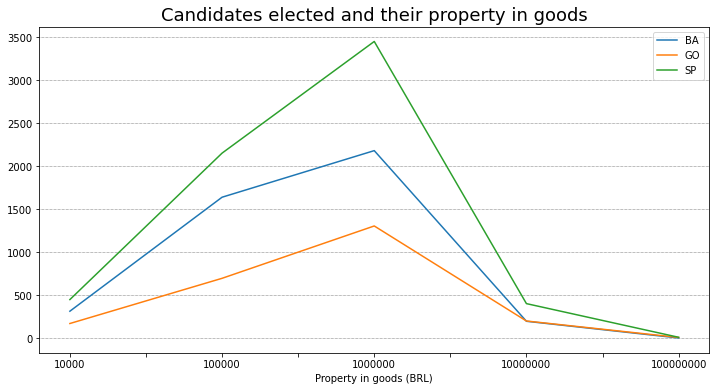 Candidates elected and their property in goods
BA
GO
SP
3500
3000
2500
2000
1500
1000
500
0
10000
100000
1000000
10000000
100000000
Property in goods (BRL)